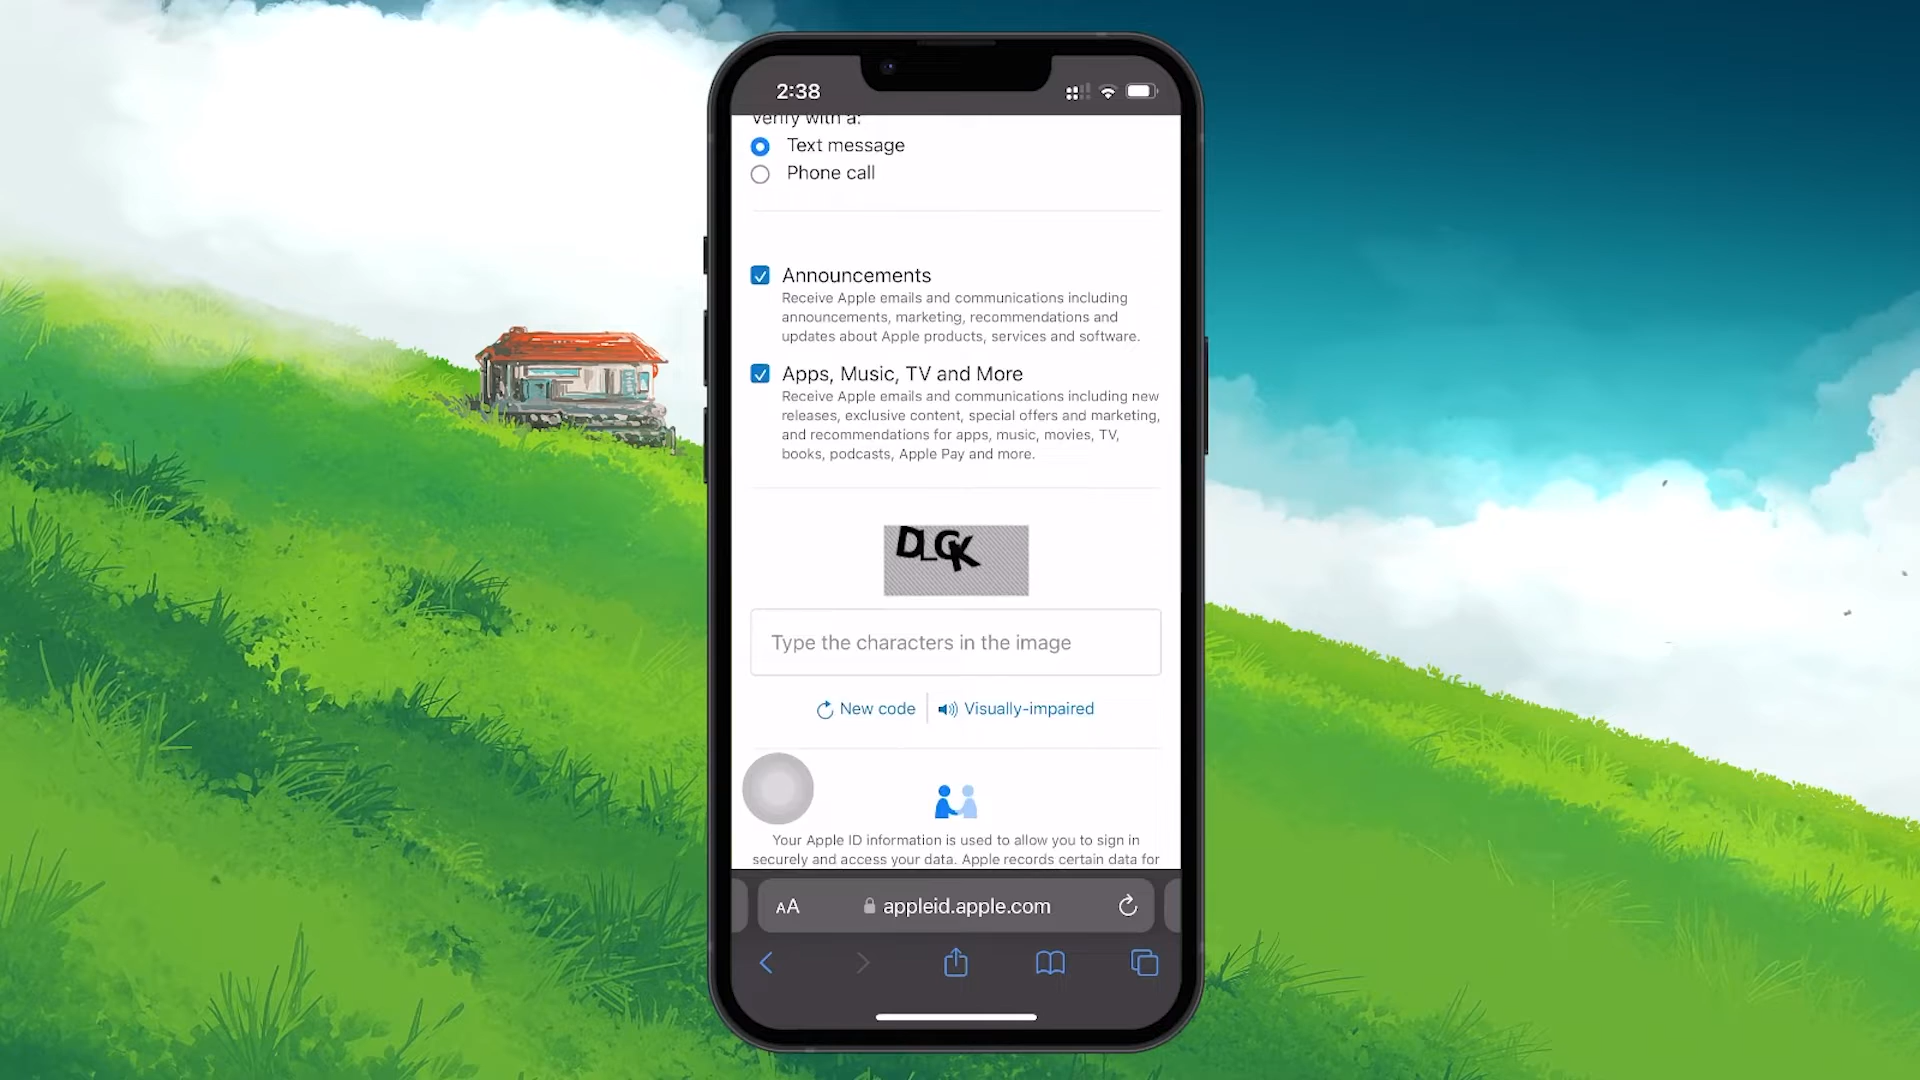 2:38
Verify with a:
Text message
Phone call
Announcements
Receive Apple emails and communications including
announcements, marketing, recommendations and
updates about Apple products, services and software.
Apps, Music, TV and More
Receive Apple emails and communications including new
releases, exclusive content, special offers and marketing,
and recommendations for apps, music, movies, TV,
books, podcasts, Apple Pay and more.
DLGK
Type the characters in the image
New code
Visually-impaired
Your Apple ID information is used to allow you to sign in
securely and access your data. Apple records certain data for
AA
appleid.apple.com